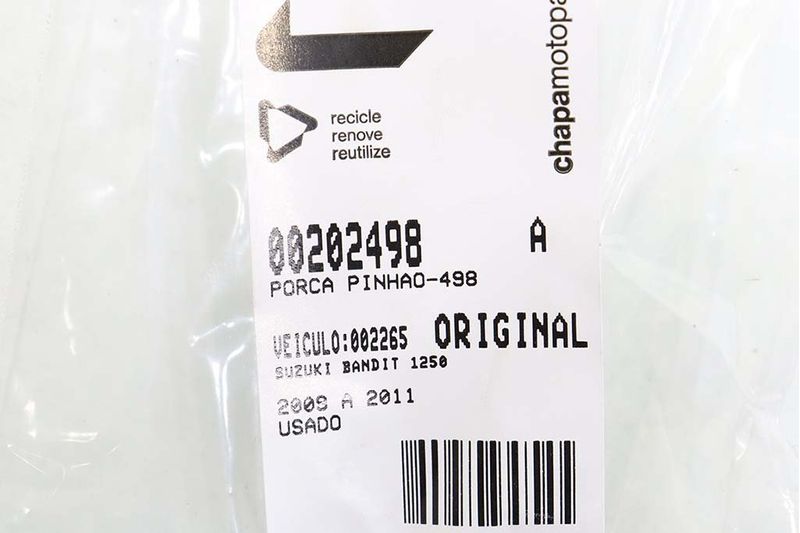 recicle
renove
reutilize
chapamotopa
00202498 A
PORCA PINHAO-498
VEICULO:002265 ORIGINAL
SUZUKI BANDIT 1250
2009 A 2011
USADO